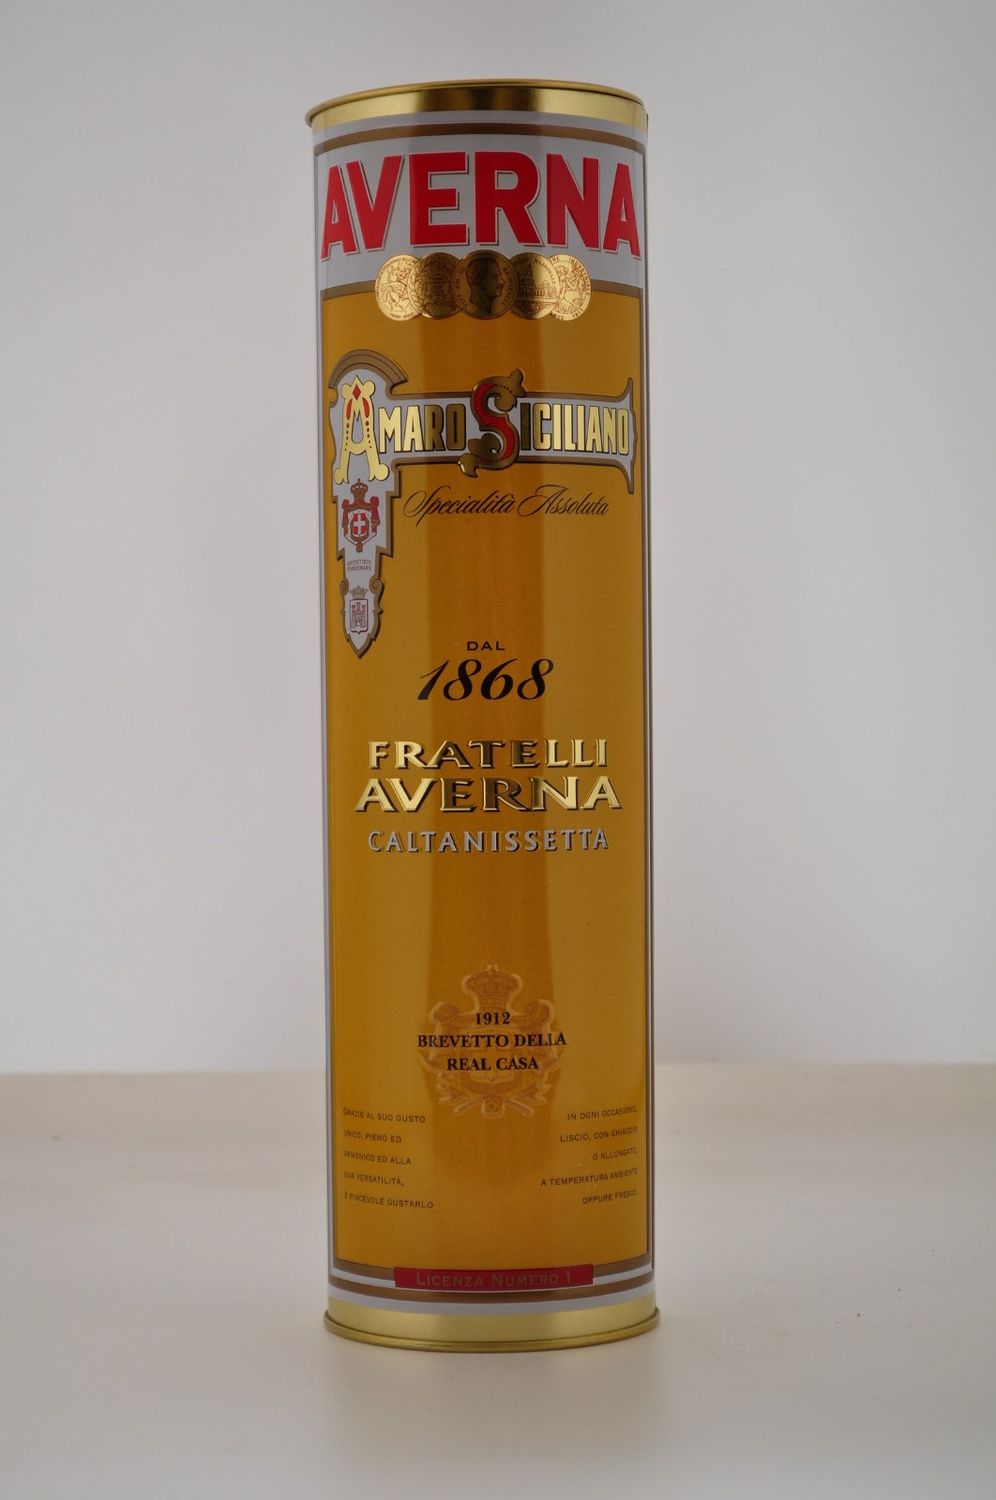 AVERNA
AMARO SICILIANO
Specialità Assoluta
BREVETTATO
DAL
1868
FRATELLI
AVERNA
CALTANISSETTA
1912
BREVETTO DELLA
REAL CASA
GRAZIE AL SUO GUSTO
UNICO, PIENO ED
ARMONICO ED ALLA
SUA VERSATILITÀ,
È PIACEVOLE GUSTARLO
IN OGNI OCCASIONE,
LISCIO, CON GHIACCIO
O ALLUNGATO,
A TEMPERATURA AMBIENTE
OPPURE FRESCO.
LICENZA NUMERO 1